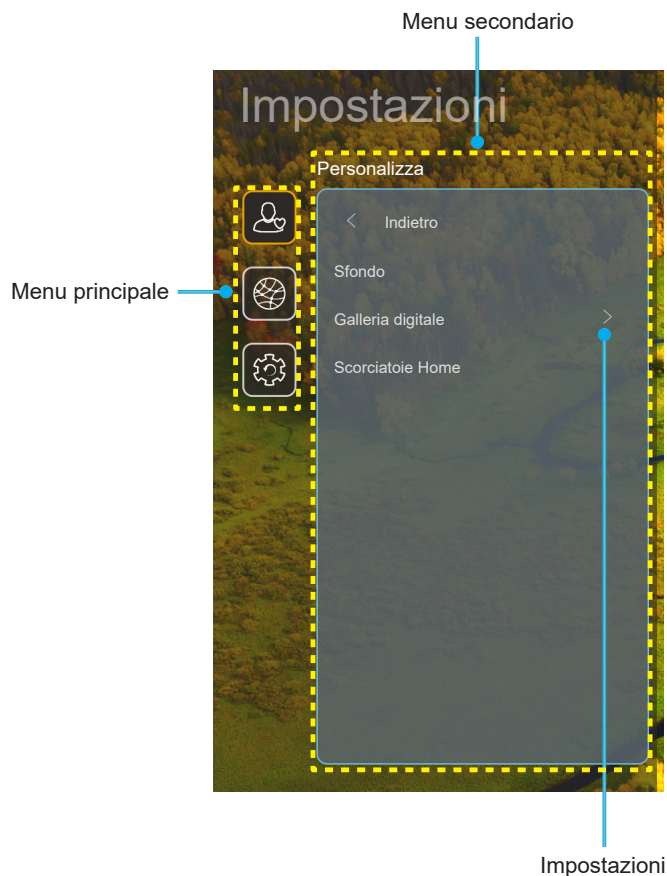 Menu secondario
Impostazioni
Personalizza
Indietro
Sfondo
Menu principale
Galleria digitale
Scorciatoie Home
Impostazioni